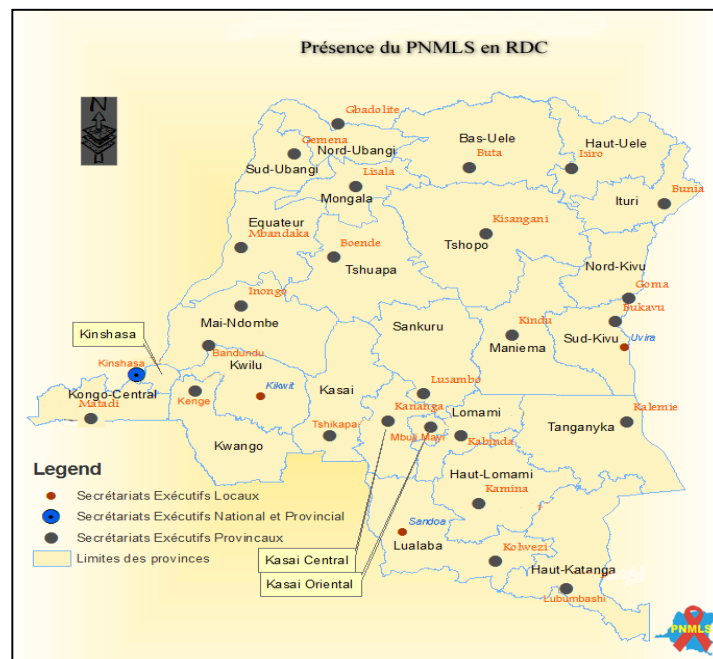 Présence du PNMLS en RDC
N
Gbadolite
Gemena
Nord-Ubangi
Sud-Ubangi
Bas-Uele
Buta
Haut-Uele
Isiro
Lisala
Mongala
Ituri
Bunia
Equateur
Mbandaka
Boende
Tshuapa
Kisangani
Tshopo
Nord-Kivu
Goma
Inongo
Mai-Ndombe
Bukavu
Sud-Kivu
Uvira
Kindu
Maniema
Sankuru
Kinshasa
Bandundu
Kinshasa
Kwilu
Kongo-Central
Matadi
Kenge
Kikwit
Kasai
Lusambo
Kananga
Lomami
Tshikapa
Mbuji Mayi
Kabinda
Kalemie
Tanganyka
Kwango
Haut-Lomami
Kamina
Legend
Secrétariats Exécutifs Locaux
Secrétariats Exécutifs National et Provincial
Secrétariats Exécutifs Provincaux
Limites des provinces
Sandoa
Lualaba
Kasai Central
Kasai Oriental
Kolwezi
Haut-Katanga
Lubumbashi
PNMLS